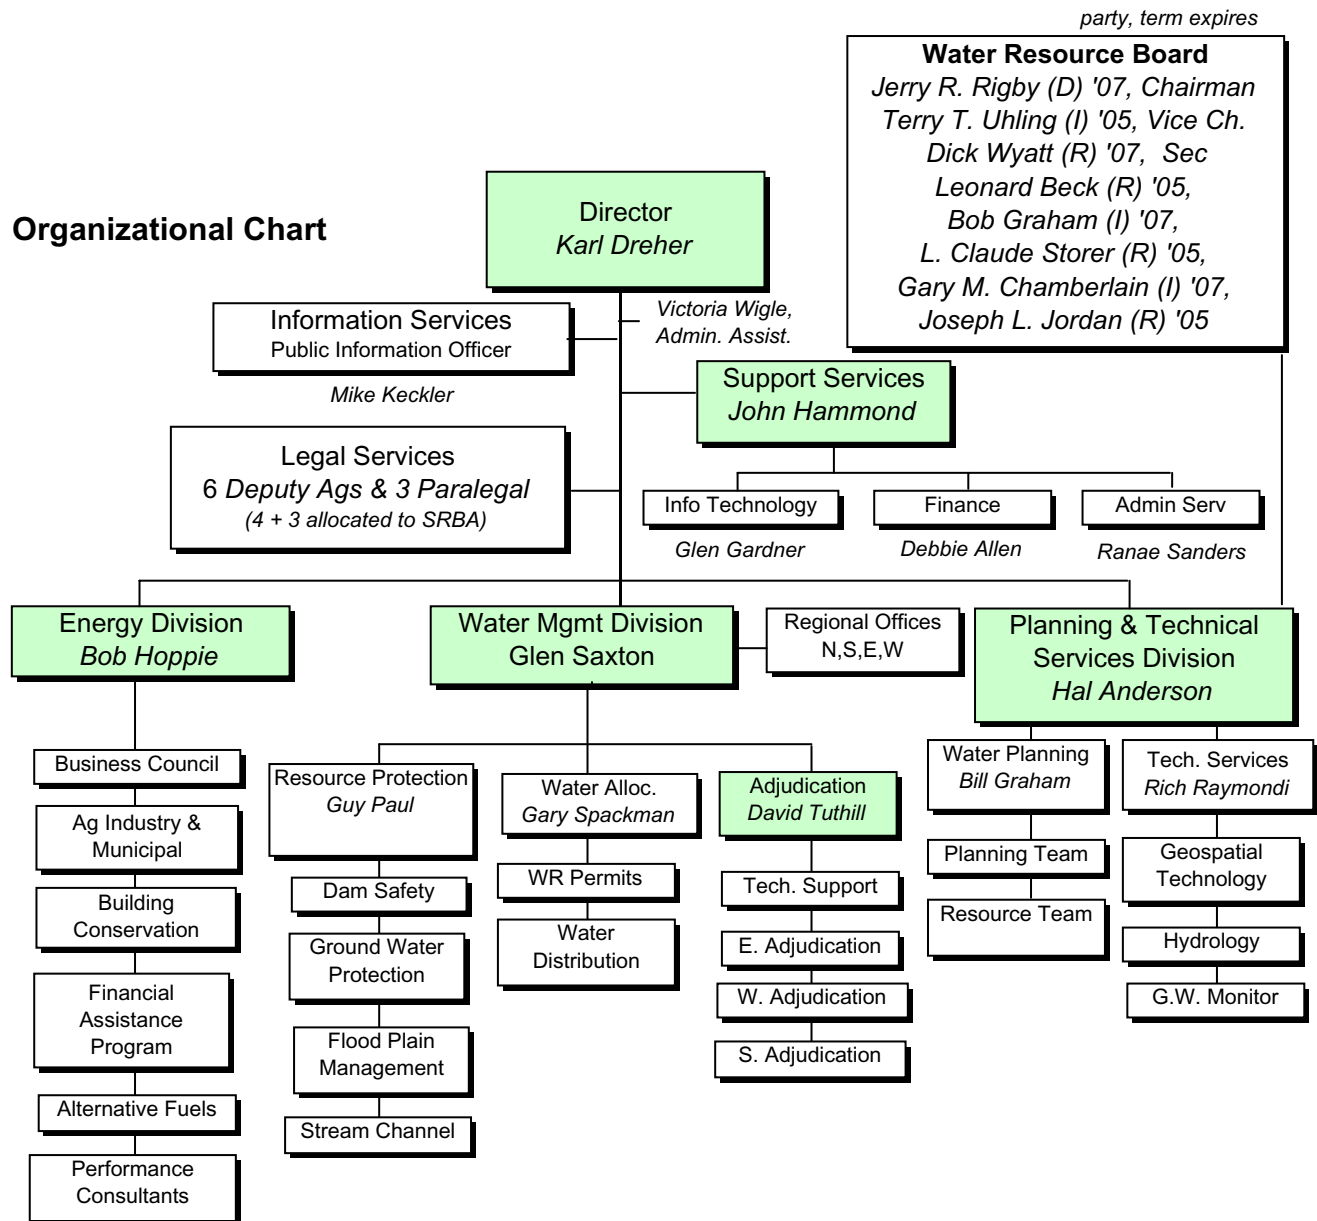 party, term expires
Water Resource Board
Jerry R. Rigby (D) '07, Chairman
Terry T. Uhling (I) '05, Vice Ch.
Dick Wyatt (R) '07, Sec
Leonard Beck (R) '05,
Bob Graham (I) '07,
L. Claude Storer (R) '05,
Gary M. Chamberlain (I) '07,
Joseph L. Jordan (R) '05
Organizational Chart
Director
Karl Dreher
Victoria Wigle,
Admin. Assist.
Information Services
Public Information Officer
Mike Keckler
Support Services
John Hammond
Legal Services
6 Deputy Ags & 3 Paralegal
(4 + 3 allocated to SRBA)
Info Technology
Glen Gardner
Finance
Debbie Allen
Admin Serv
Ranae Sanders
Energy Division
Bob Hoppie
Water Mgmt Division
Glen Saxton
Regional Offices
N,S,E,W
Planning & Technical
Services Division
Hal Anderson
Business Council
Ag Industry &
Municipal
Building
Conservation
Financial
Assistance
Program
Alternative Fuels
Performance
Consultants
Resource Protection
Guy Paul
Dam Safety
Ground Water
Protection
Flood Plain
Management
Stream Channel
Water Alloc.
Gary Spackman
WR Permits
Water
Distribution
Adjudication
David Tuthill
Tech. Support
E. Adjudication
W. Adjudication
S. Adjudication
Water Planning
Bill Graham
Planning Team
Resource Team
Tech. Services
Rich Raymondi
Geospatial
Technology
Hydrology
G.W. Monitor